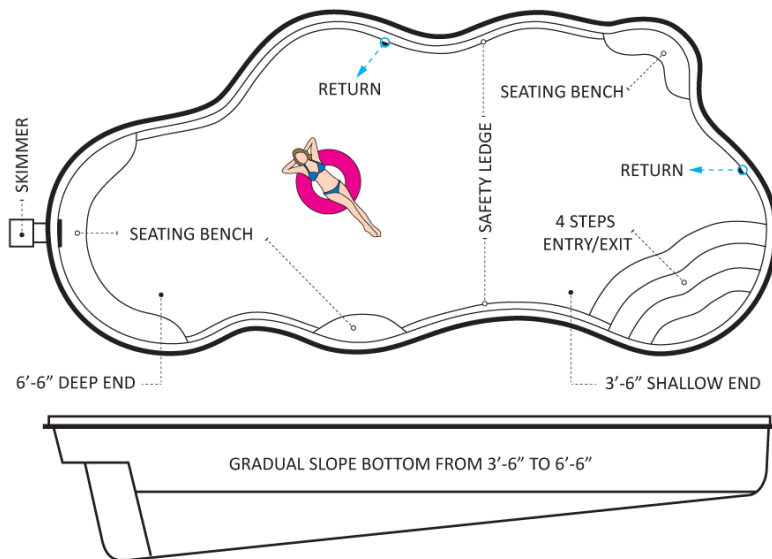 RETURN
SEATING BENCH
SKIMMER
SAFETY LEDGE
RETURN
4 STEPS
ENTRY/EXIT
SEATING BENCH
6’-6” DEEP END
3’-6” SHALLOW END
GRADUAL SLOPE BOTTOM FROM 3’-6” TO 6’-6”